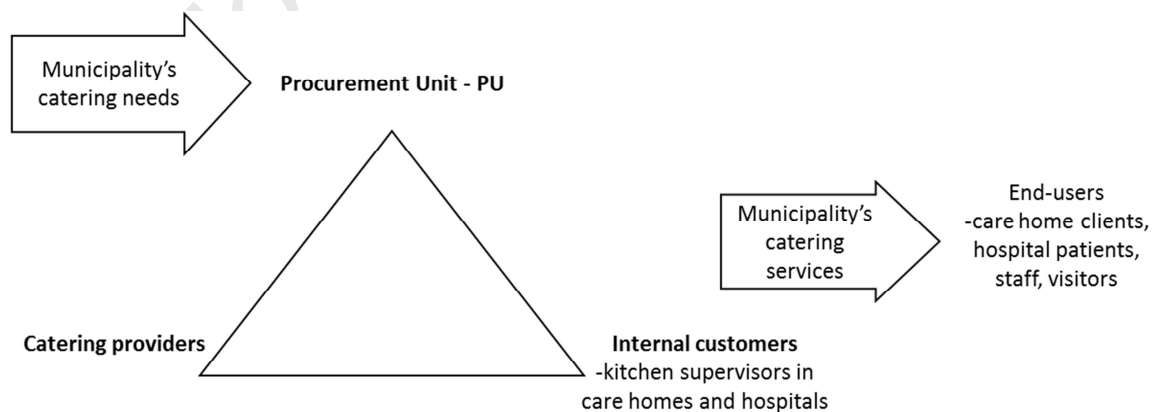 Municipality's
catering needs
Procurement Unit - PU
Municipality's
catering
services
End-users
-care home clients,
hospital patients,
staff, visitors
Catering providers
Internal customers
-kitchen supervisors in
care homes and hospitals